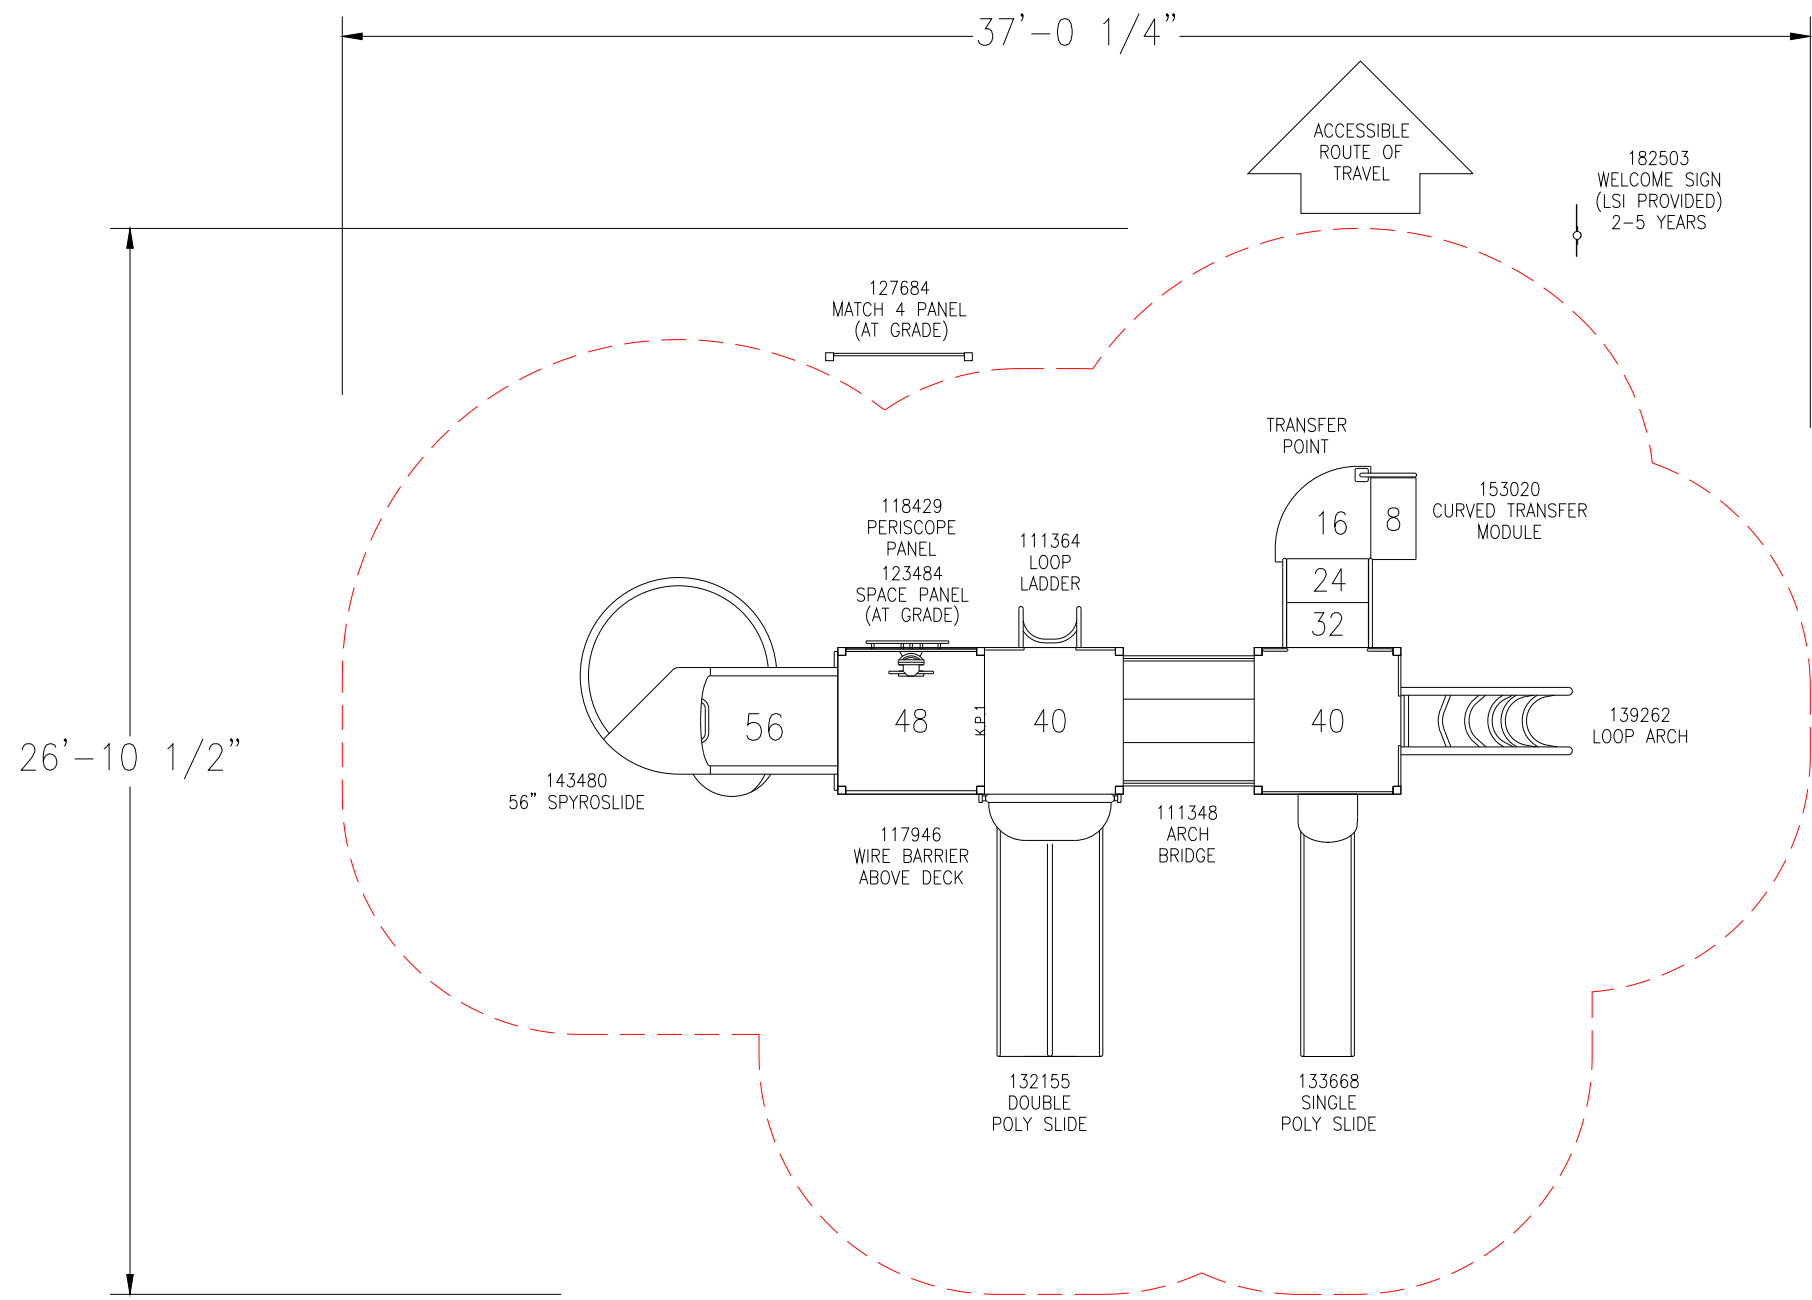 37'-0 1/4"
ACCESSIBLE
ROUTE OF
TRAVEL
182503
WELCOME SIGN
(LSI PROVIDED)
2-5 YEARS
127684
MATCH 4 PANEL
(AT GRADE)
TRANSFER
POINT
153020
CURVED TRANSFER
MODULE
16
8
24
32
118429
PERISCOPE
PANEL
123484
SPACE PANEL
(AT GRADE)
111364
LOOP
LADDER
56
48
K.P.1
40
40
139262
LOOP ARCH
26'-10 1/2"
143480
56" SPYROSLIDE
117946
WIRE BARRIER
ABOVE DECK
111348
ARCH
BRIDGE
132155
DOUBLE
POLY SLIDE
133668
SINGLE
POLY SLIDE